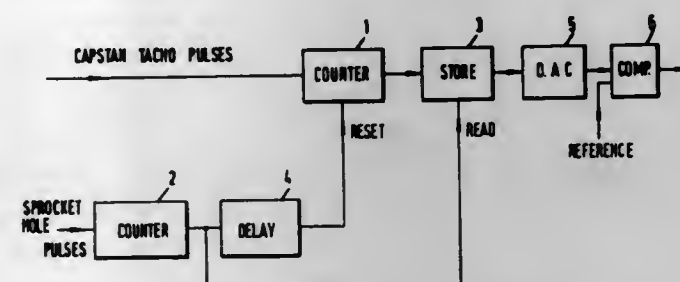 1
3
5
6
CAPSTAN TACHO PULSES
COUNTER
STORE
D.A.C
COMP.
RESET
READ
REFERENCE
2
4
SPROCKET
HOLE
PULSES
COUNTER
DELAY